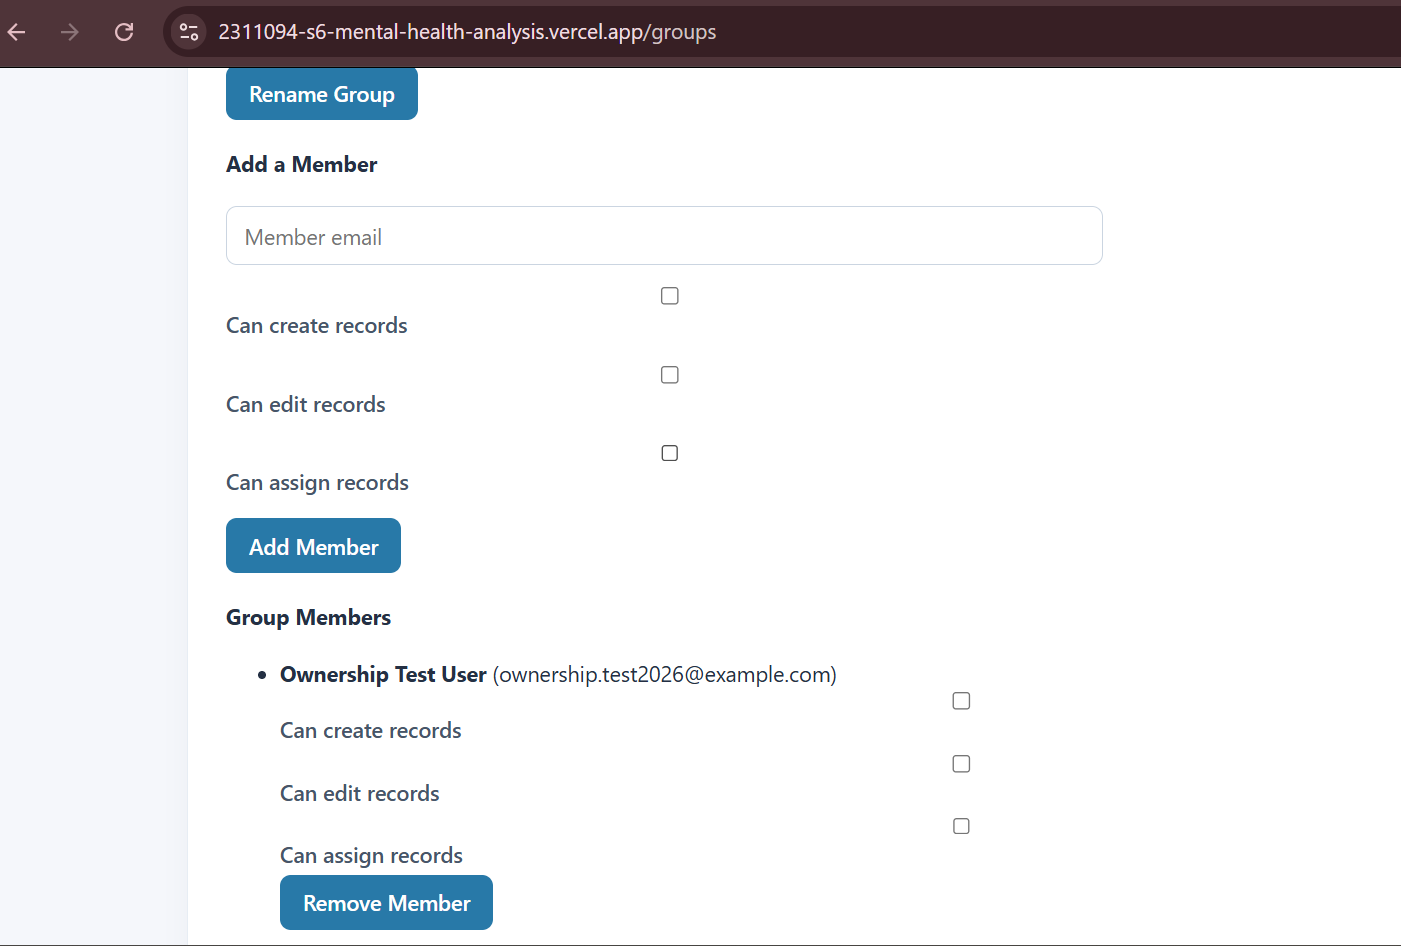 2311094-s6-mental-health-analysis.vercel.app/groups
Rename Group
Add a Member
Member email
Can create records
Can edit records
Can assign records
Add Member
Group Members
Ownership Test User (ownership.test2026@example.com)
Can create records
Can edit records
Can assign records
Remove Member